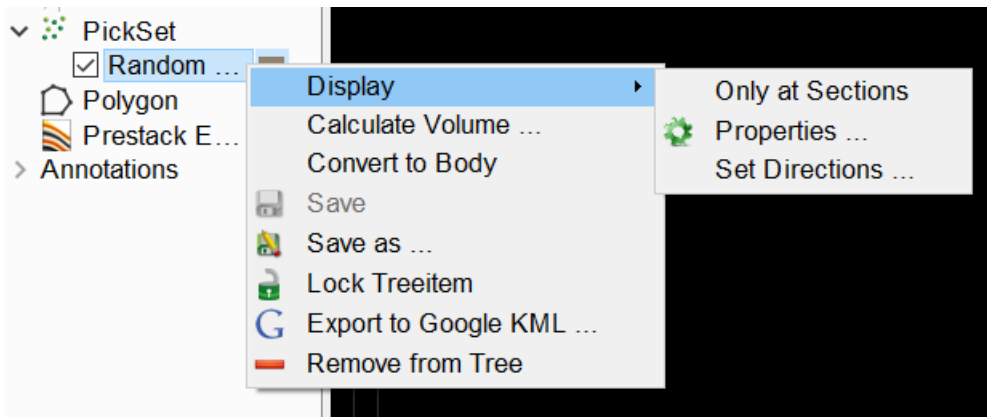 PickSet
Random ...
Polygon
Prestack E...
Annotations
Display
Calculate Volume ...
Convert to Body
Save
Save as ...
Lock Treeitem
Export to Google KML ...
Remove from Tree
Only at Sections
Properties ...
Set Directions ...